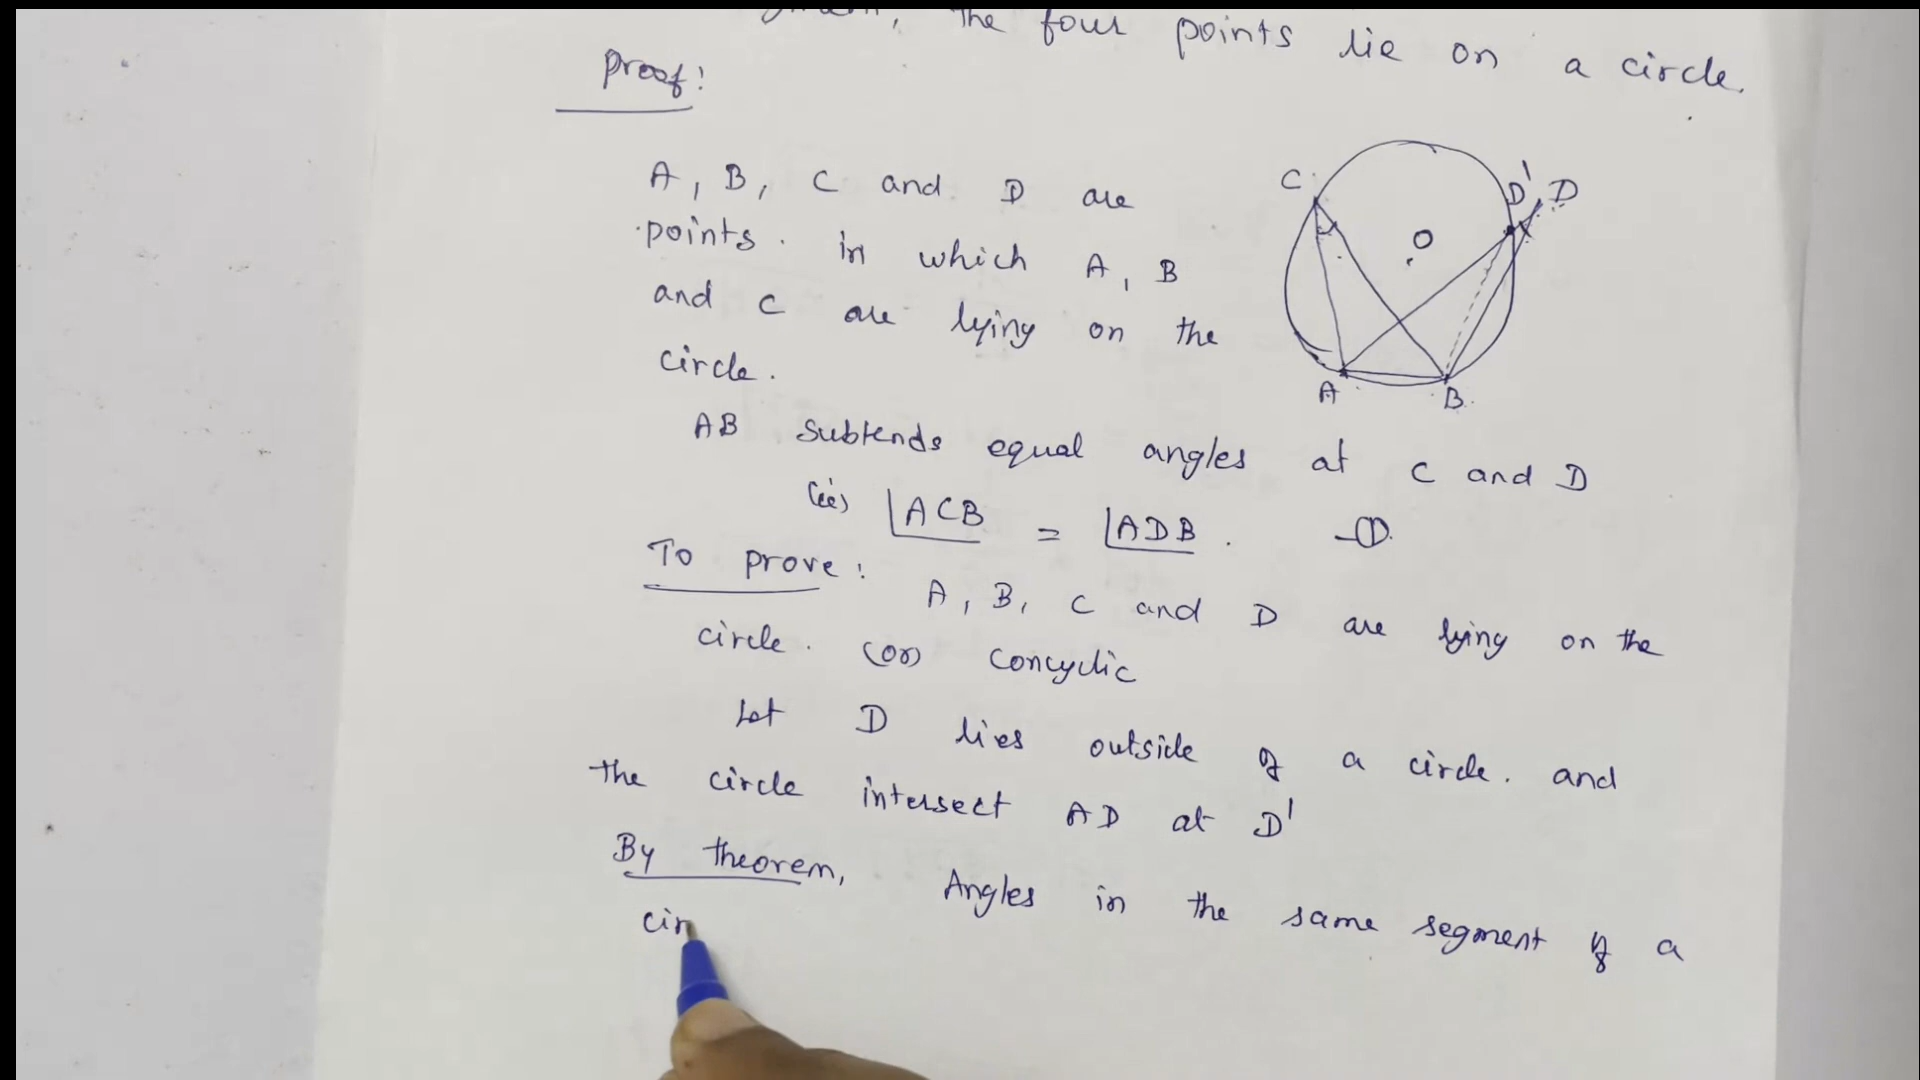 the four points lie on a circle.
Proof:
A, B, C and D are
points. in which A, B
and C are lying on the
circle.
C
D'
D
O
A
B
AB subtends equal angles at C and D
(ie) ∠ACB = ∠ADB. —①
To prove: A, B, C and D are lying on the
circle. (or) concyclic
Let D lies outside of a circle. and
the circle intersect AD at D'
By theorem, Angles in the same segment of a
cir